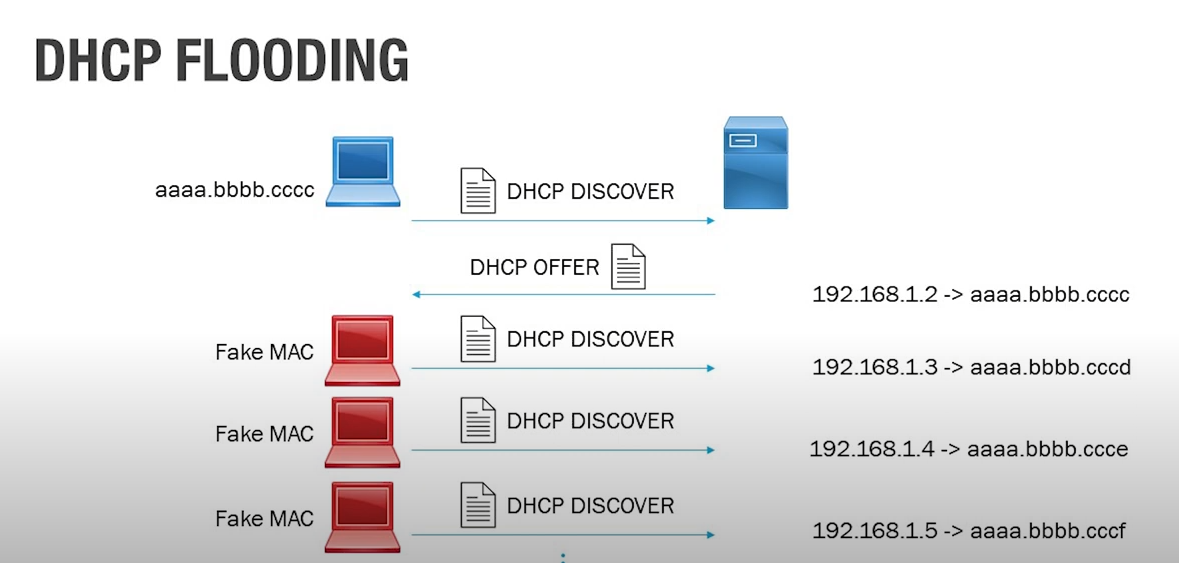 DHCP FLOODING
aaaa.bbbb.cccc
DHCP DISCOVER
DHCP OFFER
192.168.1.2 -> aaaa.bbbb.cccc
Fake MAC
DHCP DISCOVER
192.168.1.3 -> aaaa.bbbb.cccd
Fake MAC
DHCP DISCOVER
192.168.1.4 -> aaaa.bbbb.ccce
Fake MAC
DHCP DISCOVER
192.168.1.5 -> aaaa.bbbb.cccf